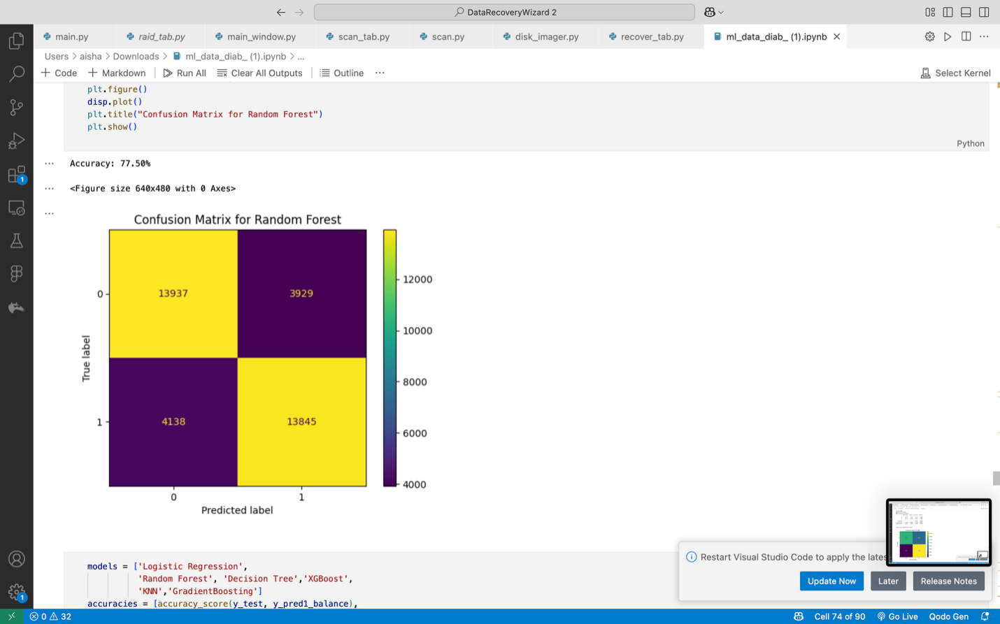 DataRecoveryWizard 2
main.py
raid_tab.py
main_window.py
scan_tab.py
scan.py
disk_imager.py
recover_tab.py
ml_data_diab_ (1).ipynb
Users > aisha > Downloads > ml_data_diab_ (1).ipynb > ...
+ Code + Markdown Run All Clear All Outputs Outline ... Select Kernel
plt.figure()
disp.plot()
plt.title("Confusion Matrix for Random Forest")
plt.show()
Python
Accuracy: 77.50%
<Figure size 640x480 with 0 Axes>
Confusion Matrix for Random Forest
13937
3929
4138
13845
0
1
True label
0
1
Predicted label
12000
10000
8000
6000
4000
models = ['Logistic Regression',
'Random Forest', 'Decision Tree','XGBoost',
'KNN','GradientBoosting']
accuracies = [accuracy_score(y_test, y_pred1_balance),
Restart Visual Studio Code to apply the
Update Now
Later
Release Notes
1
1
0 32
Cell 74 of 90
Go Live
Qodo Gen